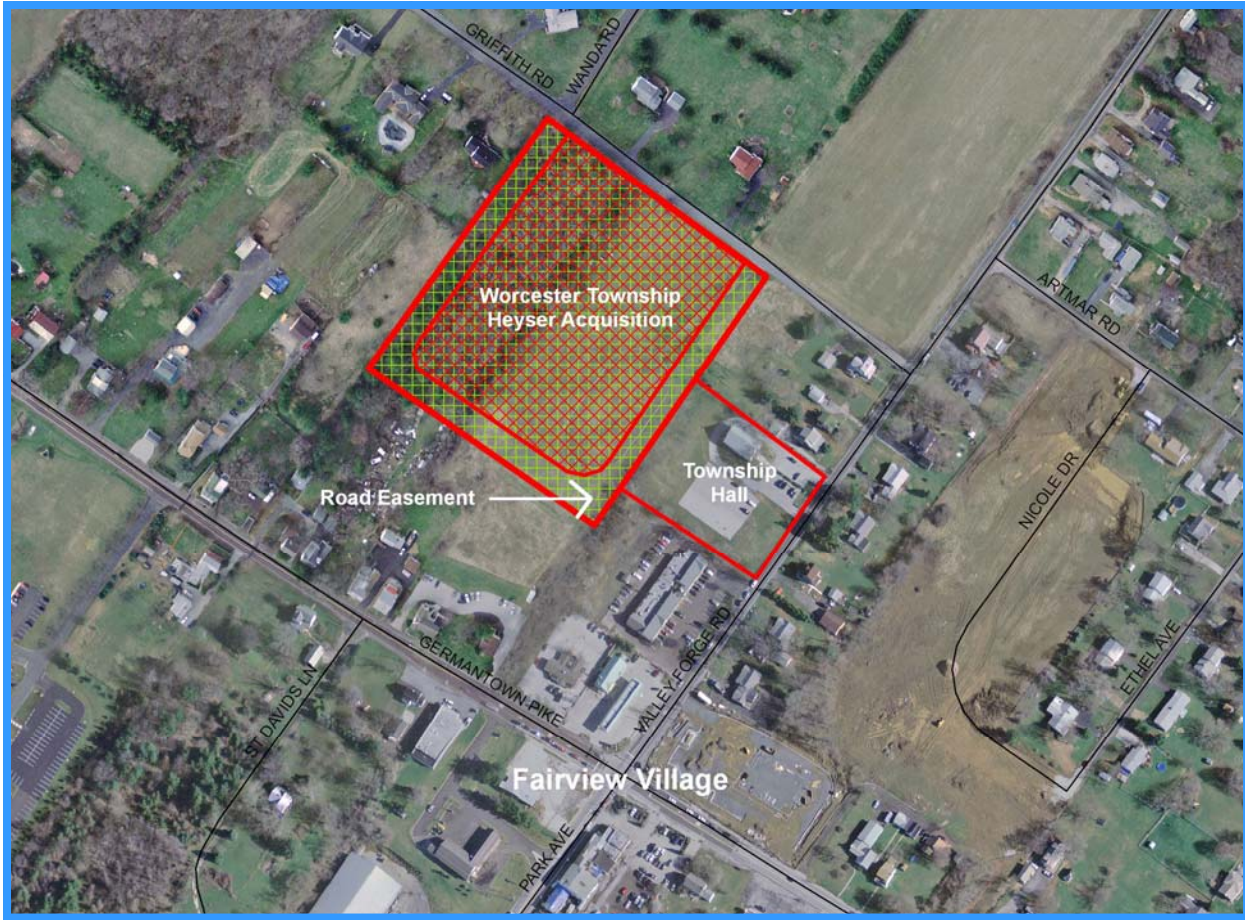 GRIFFITH RD
WANDA RD
Worcester Township
Heyser Acquisition
ARTMAR RD
Township
Hall
Road Easement
NICOLE DR
GERMANTOWN PIKE
VALLEY FORGE RD
ETHEL AVE
ST DAVIDS LN
Fairview Village
PARK AVE